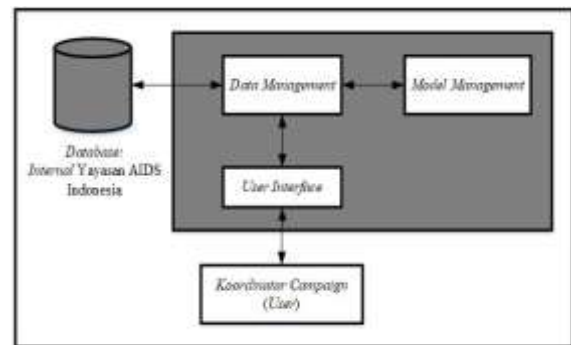 Data Management
Model Management
Database:
Internal Yayasan AIDS
Indonesia
User Interface
Koordinator Campaign
(User)